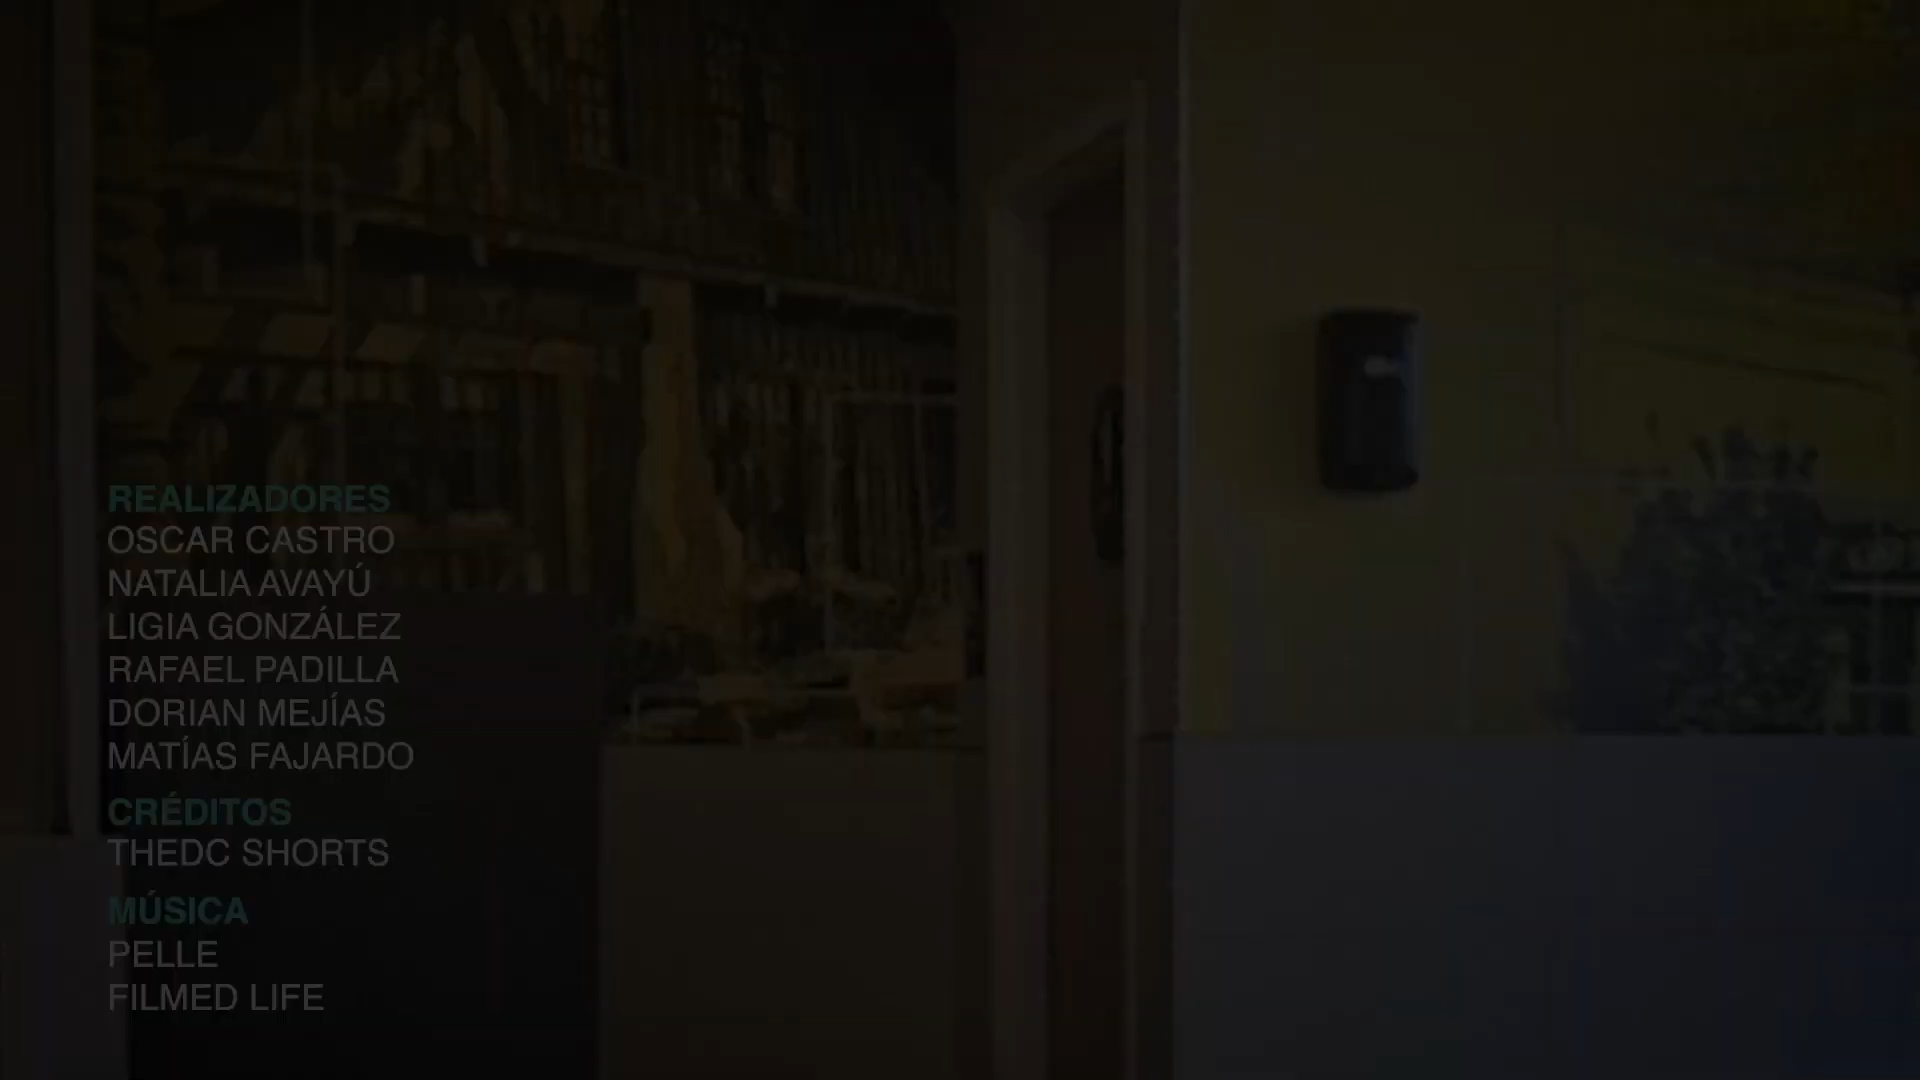 REALIZADORES
OSCAR CASTRO
NATALIA AVAYÚ
LIGIA GONZÁLEZ
RAFAEL PADILLA
DORIAN MEJÍAS
MATÍAS FAJARDO
CRÉDITOS
THEDC SHORTS
MÚSICA
PELLE
FILMED LIFE